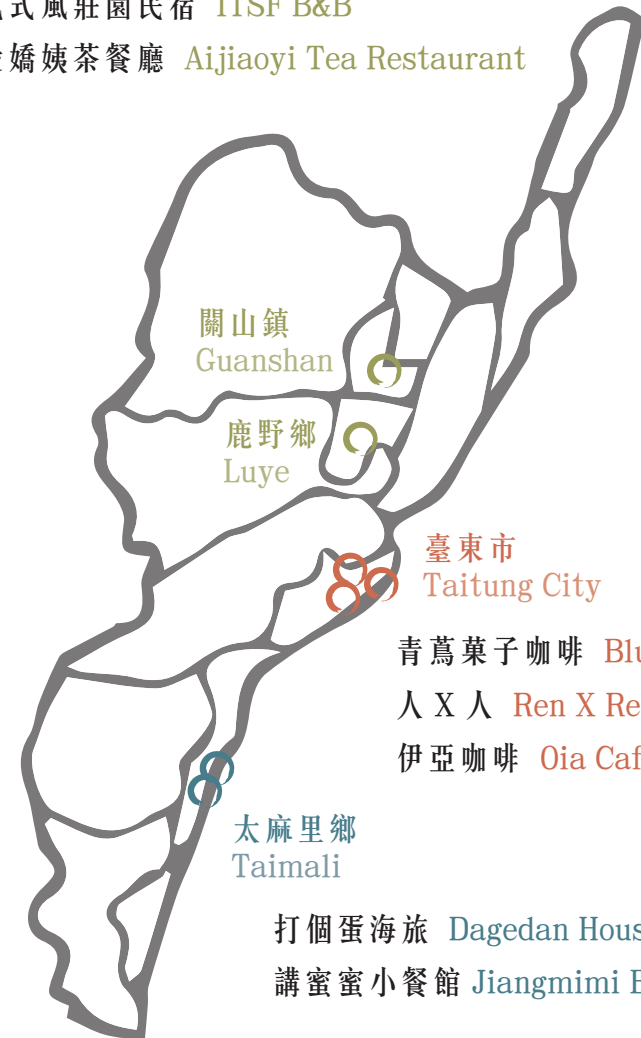 式風莊園民宿 ITSF B&B
嬌姨茶餐廳 Aijiaoyi Tea Restaurant
關山鎮
Guanshan
鹿野鄉
Luye
臺東市
Taitung City
青蔦菓子咖啡 Blu
人 X 人 Ren X Re
伊亞咖啡 Oia Caf
太麻里鄉
Taimali
打個蛋海旅 Dagedan Hous
講蜜蜜小餐館 Jiangmimi